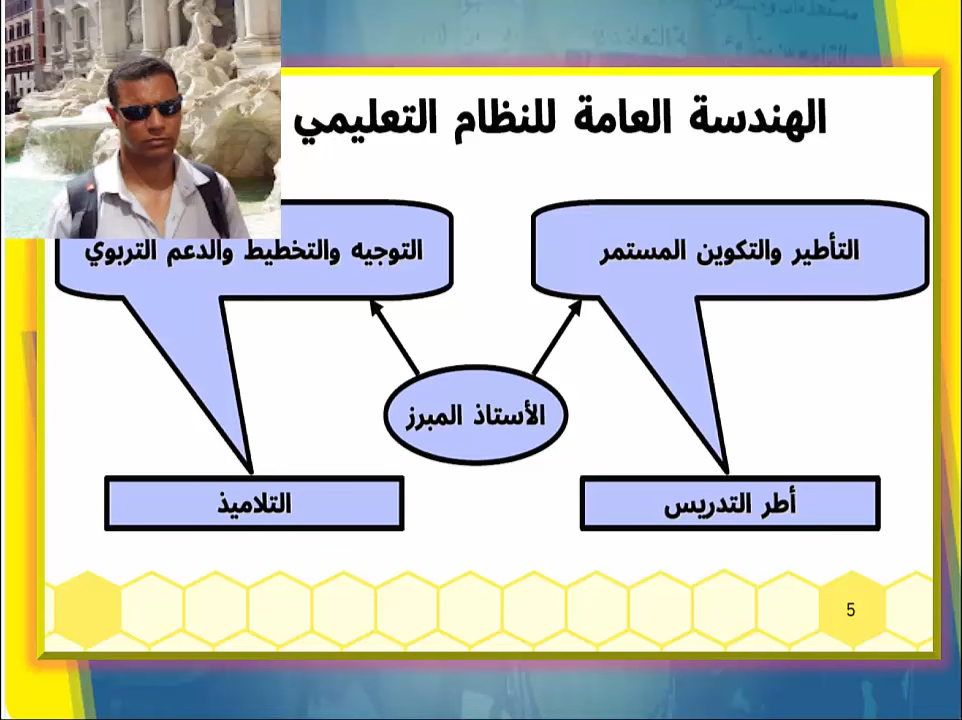 الهندسة العامة للنظام التعليمي
التأطير والتكوين المستمر
التوجيه والتخطيط والدعم التربوي
الأستاذ المبرز
أطر التدريس
التلاميذ
5